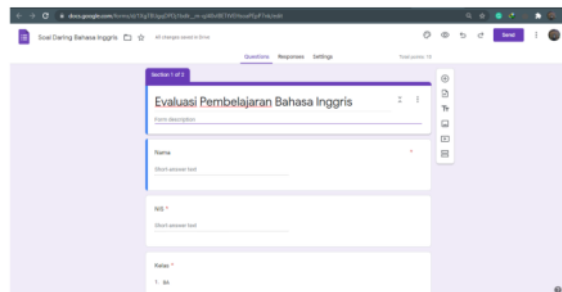 Soal Daring Bahasa Inggris
All changes saved in Drive
Send
Questions Responses Settings
Total points: 10
Section 1 of 2
Evaluasi Pembelajaran Bahasa Inggris
Form description
Nama *
Short-answer text
NIS *
Short-answer text
Kelas *
1.